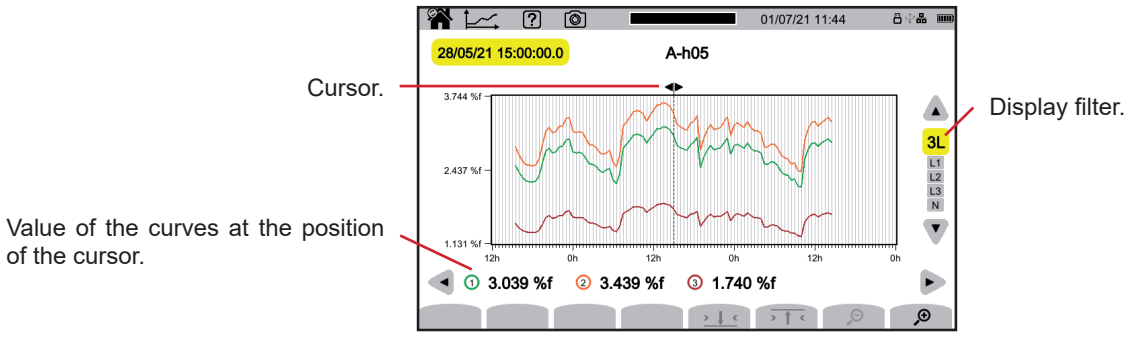 01/07/21 11:44
28/05/21 15:00:00.0
A-h05
Cursor.
3.744 %f
Display filter.
3L
L1
L2
L3
N
2.437 %f
Value of the curves at the position
of the cursor.
1.131 %f
12h 0h 12h 0h 12h 0h
1 3.039 %f 2 3.439 %f 3 1.740 %f